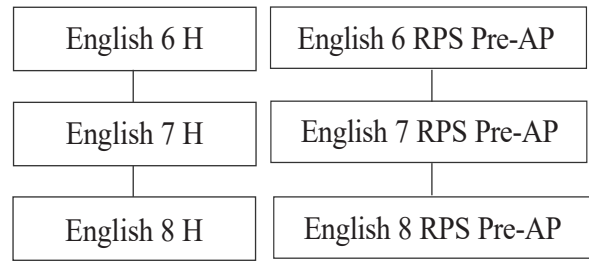 English 6 H
English 6 RPS Pre-AP
English 7 H
English 7 RPS Pre-AP
English 8 H
English 8 RPS Pre-AP